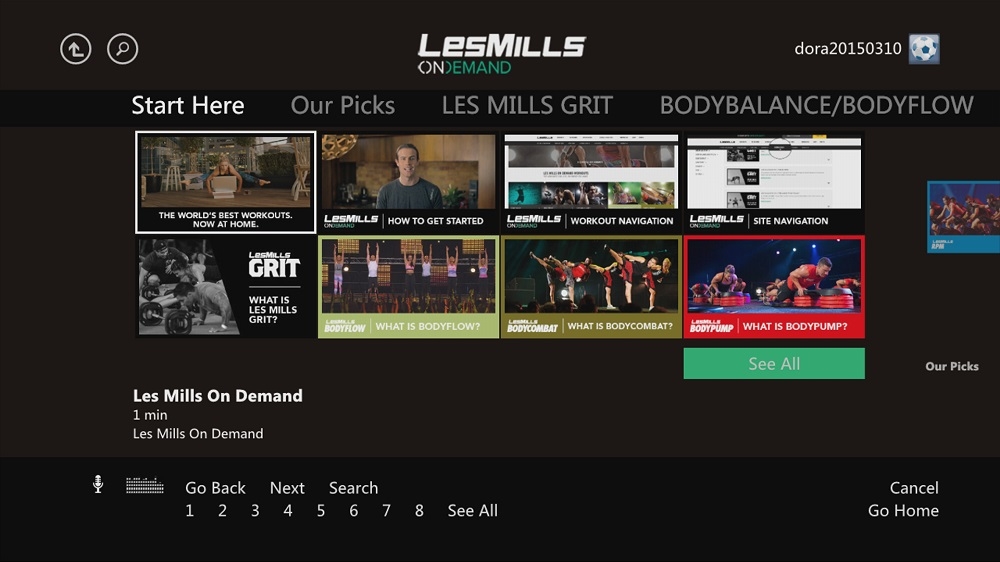 LESMILLS
ONDEMAND
dora20150310
Start Here
Our Picks
LES MILLS GRIT
BODYBALANCE/BODYFLOW
THE WORLD'S BEST WORKOUTS.
NOW AT HOME.
LESMILLS
ONDEMAND
HOW TO GET STARTED
LESMILLS
ONDEMAND
WORKOUT NAVIGATION
LESMILLS
ONDEMAND
SITE NAVIGATION
LESMILLS
GRIT
WHAT IS
LES MILLS
GRIT?
LESMILLS
BODYFLOW
WHAT IS BODYFLOW?
LESMILLS
BODYCOMBAT
WHAT IS BODYCOMBAT?
LESMILLS
BODYPUMP
WHAT IS BODYPUMP?
LESMILLS
RPM
See All
Our Picks
Les Mills On Demand
1 min
Les Mills On Demand
Go Back Next Search
Cancel
1 2 3 4 5 6 7 8 See All
Go Home